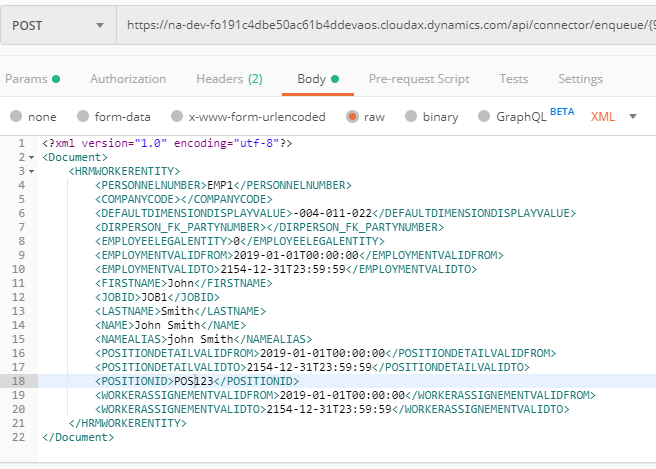 POST https://na-dev-fo191c4dbe50ac61b4ddevaos.cloudax.dynamics.com/api/connector/enqueue/{9
Params Authorization Headers (2) Body Pre-request Script Tests Settings
none form-data x-www-form-urlencoded raw binary GraphQL BETA XML
1 <?xml version="1.0" encoding="utf-8"?>
2 <Document>
3 <HRMWORKERENTITY>
4 <PERSONNELNUMBER>EMP1</PERSONNELNUMBER>
5 <COMPANYCODE></COMPANYCODE>
6 <DEFAULTDIMENSIONDISPLAYVALUE>-004-011-022</DEFAULTDIMENSIONDISPLAYVALUE>
7 <DIRPERSON_FK_PARTYNUMBER></DIRPERSON_FK_PARTYNUMBER>
8 <EMPLOYEELEGALENTITY>0</EMPLOYEELEGALENTITY>
9 <EMPLOYMENTVALIDFROM>2019-01-01T00:00:00</EMPLOYMENTVALIDFROM>
10 <EMPLOYMENTVALIDTO>2154-12-31T23:59:59</EMPLOYMENTVALIDTO>
11 <FIRSTNAME>John</FIRSTNAME>
12 <JOBID>JOB1</JOBID>
13 <LASTNAME>Smith</LASTNAME>
14 <NAME>John Smith</NAME>
15 <NAMEALIAS>john Smith</NAMEALIAS>
16 <POSITIONDETAILVALIDFROM>2019-01-01T00:00:00</POSITIONDETAILVALIDFROM>
17 <POSITIONDETAILVALIDTO>2154-12-31T23:59:59</POSITIONDETAILVALIDTO>
18 <POSITIONID>POS123</POSITIONID>
19 <WORKERASSIGNEMENTVALIDFROM>2019-01-01T00:00:00</WORKERASSIGNEMENTVALIDFROM>
20 <WORKERASSIGNEMENTVALIDTO>2154-12-31T23:59:59</WORKERASSIGNEMENTVALIDTO>
21 </HRMWORKERENTITY>
22 </Document>